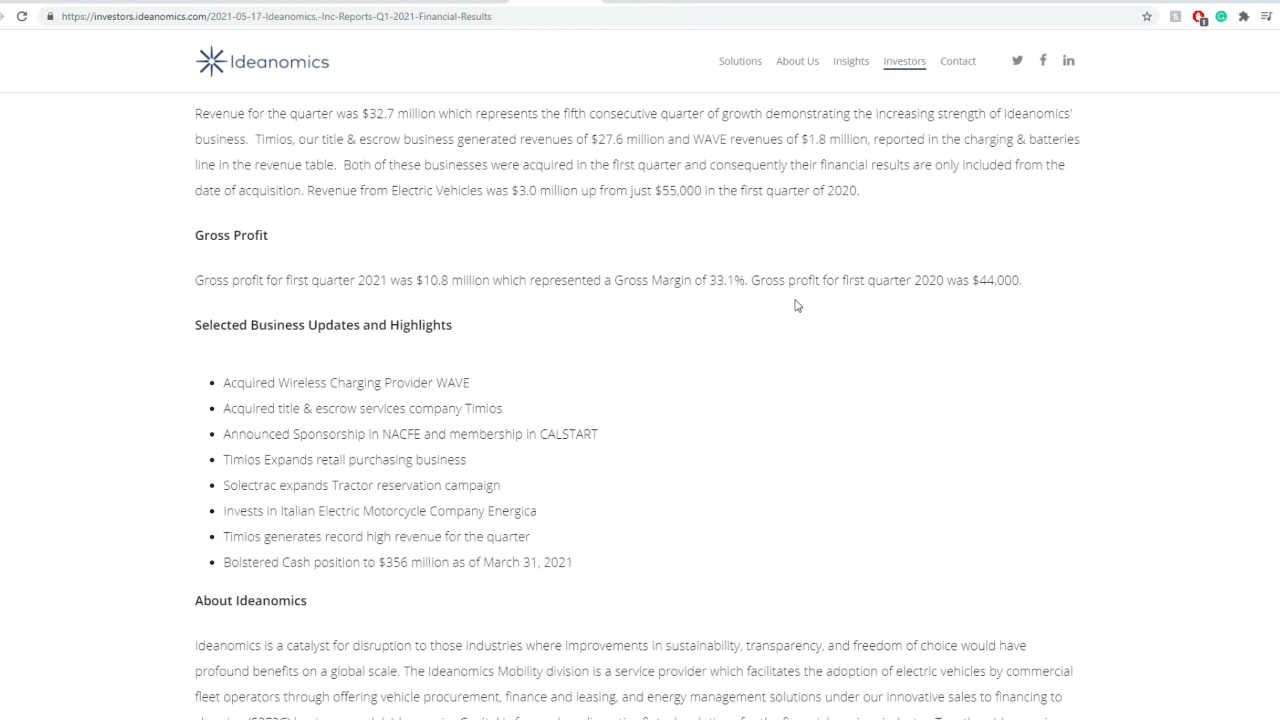 https://investors.ideanomics.com/2021-05-17-Ideanomics,-Inc-Reports-Q1-2021-Financial-Results
Ideanomics
Solutions About Us Insights Investors Contact
Revenue for the quarter was $32.7 million which represents the fifth consecutive quarter of growth demonstrating the increasing strength of Ideanomics'
business. Timios, our title & escrow business generated revenues of $27.6 million and WAVE revenues of $1.8 million, reported in the charging & batteries
line in the revenue table. Both of these businesses were acquired in the first quarter and consequently their financial results are only included from the
date of acquisition. Revenue from Electric Vehicles was $3.0 million up from just $55,000 in the first quarter of 2020.
Gross Profit
Gross profit for first quarter 2021 was $10.8 million which represented a Gross Margin of 33.1%. Gross profit for first quarter 2020 was $44,000.
Selected Business Updates and Highlights
• Acquired Wireless Charging Provider WAVE
• Acquired title & escrow services company Timios
• Announced Sponsorship in NACFE and membership in CALSTART
• Timios Expands retail purchasing business
• Solectrac expands Tractor reservation campaign
• Invests in Italian Electric Motorcycle Company Energica
• Timios generates record high revenue for the quarter
• Bolstered Cash position to $356 million as of March 31, 2021
About Ideanomics
Ideanomics is a catalyst for disruption to those industries where improvements in sustainability, transparency, and freedom of choice would have
profound benefits on a global scale. The Ideanomics Mobility division is a service provider which facilitates the adoption of electric vehicles by commercial
fleet operators through offering vehicle procurement, finance and leasing, and energy management solutions under our innovative sales to financing to